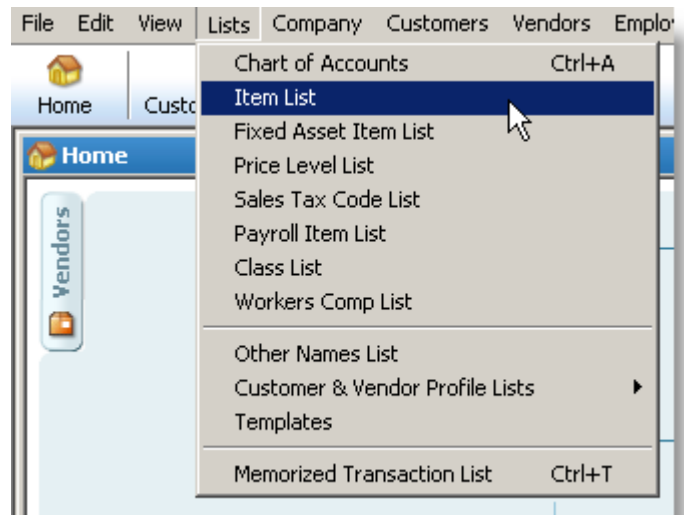 File Edit View Lists Company Customers Vendors
Home
Home
Vendors
Chart of Accounts Ctrl+A
Item List
Fixed Asset Item List
Price Level List
Sales Tax Code List
Payroll Item List
Class List
Workers Comp List
Other Names List
Customer & Vendor Profile Lists
Templates
Memorized Transaction List Ctrl+T